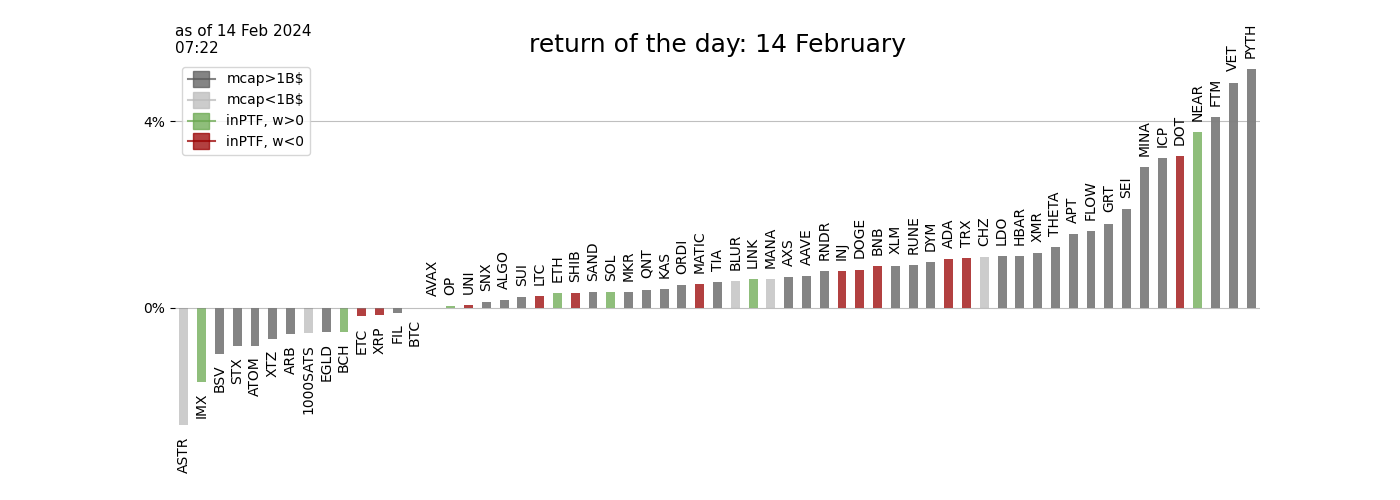 as of 14 Feb 2024
07:22
return of the day: 14 February
mcap>1B$
mcap<1B$
inPTF, w>0
inPTF, w<0
4%
0%
ASTR
IMX
BSV
STX
ATOM
XTZ
ARB
1000SATS
EGLD
BCH
ETC
XRP
FIL
BTC
AVAX
OP
UNI
SNX
ALGO
SUI
LTC
ETH
SHIB
SAND
SOL
MKR
QNT
KAS
ORDI
MATIC
TIA
BLUR
LINK
MANA
AXS
AAVE
RNDR
INJ
DOGE
BNB
XLM
RUNE
DYM
ADA
TRX
CHZ
LDO
HBAR
XMR
THETA
APT
FLOW
GRT
SEI
MINA
ICP
DOT
NEAR
FTM
VET
PYTH